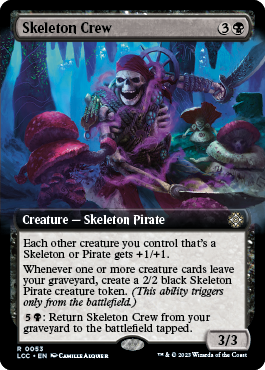 Skeleton Crew 3
Creature — Skeleton Pirate
Each other creature you control that's a
Skeleton or Pirate gets +1/+1.
Whenever one or more creature cards leave
your graveyard, create a 2/2 black Skeleton
Pirate creature token. (This ability triggers
only from the battlefield.)
5 : Return Skeleton Crew from your
graveyard to the battlefield tapped.
3/3
R 0053
LCC • EN Camille Alquier ™ & © 2023 Wizards of the Coast